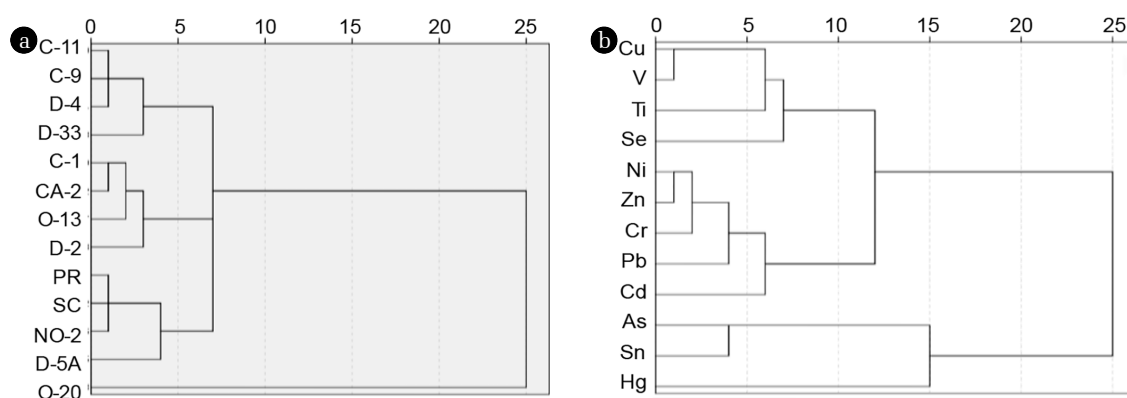 a
0 5 10 15 20 25
C-11
C-9
D-4
D-33
C-1
CA-2
O-13
D-2
PR
SC
NO-2
D-5A
O-20
b
0 5 10 15 20 25
Cu
V
Ti
Se
Ni
Zn
Cr
Pb
Cd
As
Sn
Hg